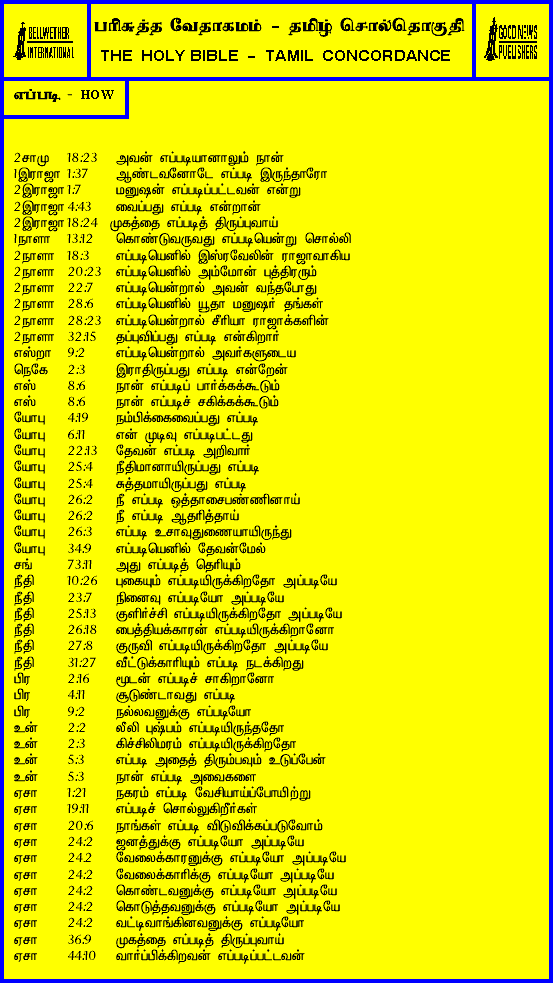 BELLWETHER
INTERNATIONAL
பரிசுத்த வேதாகமம் - தமிழ் சொல்தொகுதி
THE HOLY BIBLE - TAMIL CONCORDANCE
GOOD NEWS
PUBLISHERS
எப்படி - HOW
2சாமு 18:23 அவன் எப்படியானாலும் நான்
1இராஜா 1:37 ஆண்டவனோடே எப்படி இருந்தாரோ
2இராஜா 1:7 மனுஷன் எப்படிப்பட்டவன் என்று
2இராஜா 4:43 வைப்பது எப்படி என்றான்
2இராஜா 18:24 முகத்தை எப்படித் திருப்புவாய்
1நாளா 13:12 கொண்டுவருவது எப்படியென்று சொல்லி
2நாளா 18:3 எப்படியெனில் இஸ்ரவேலின் ராஜாவாகிய
2நாளா 20:23 எப்படியெனில் அம்மோன் புத்திரரும்
2நாளா 22:7 எப்படியென்றால் அவன் வந்தபோது
2நாளா 28:6 எப்படியெனில் யூதா மனுஷர் தங்கள்
2நாளா 28:23 எப்படியென்றால் சீரியா ராஜாக்களின்
2நாளா 32:15 தப்புவிப்பது எப்படி என்கிறார்
எஸ்றா 9:2 எப்படியென்றால் அவர்களுடைய
நெகே 2:3 இராதிருப்பது எப்படி என்றேன்
எஸ் 8:6 நான் எப்படிப் பார்க்கக்கூடும்
எஸ் 8:6 நான் எப்படிச் சகிக்கக்கூடும்
யோபு 4:19 நம்பிக்கைவைப்பது எப்படி
யோபு 6:11 என் முடிவு எப்படிபட்டது
யோபு 22:13 தேவன் எப்படி அறிவார்
யோபு 25:4 நீதிமானாயிருப்பது எப்படி
யோபு 25:4 சுத்தமாயிருப்பது எப்படி
யோபு 26:2 நீ எப்படி ஒத்தாசைபண்ணினாய்
யோபு 26:2 நீ எப்படி ஆதரித்தாய்
யோபு 26:3 எப்படி உசாவுதுணையாயிருந்து
யோபு 34:9 எப்படியெனில் தேவன்மேல்
சங் 73:11 அது எப்படித் தெரியும்
நீதி 10:26 புகையும் எப்படியிருக்கிறதோ அப்படியே
நீதி 23:7 நினைவு எப்படியோ அப்படியே
நீதி 25:13 குளிர்ச்சி எப்படியிருக்கிறதோ அப்படியே
நீதி 26:18 பைத்தியக்காரன் எப்படியிருக்கிறானோ
நீதி 27:8 குருவி எப்படியிருக்கிறதோ அப்படியே
நீதி 31:27 வீட்டுக்காரியும் எப்படி நடக்கிறது
பிர 2:16 மூடன் எப்படிச் சாகிறானோ
பிர 4:11 சூடுண்டாவது எப்படி
பிர 9:2 நல்லவனுக்கு எப்படியோ
உன் 2:2 லீலி புஷ்பம் எப்படியிருந்ததோ
உன் 2:3 கிச்சிலிமரம் எப்படியிருக்கிறதோ
உன் 5:3 எப்படி அதைத் திரும்பவும் உடுப்பேன்
உன் 5:3 நான் எப்படி அவைகளை
ஏசா 1:21 நகரம் எப்படி வேசியாய்ப்போயிற்று
ஏசா 19:11 எப்படிச் சொல்லுகிறீர்கள்
ஏசா 20:6 நாங்கள் எப்படி விடுவிக்கப்படுவோம்
ஏசா 24:2 ஜனத்துக்கு எப்படியோ அப்படியே
ஏசா 24:2 வேலைக்காரனுக்கு எப்படியோ அப்படியே
ஏசா 24:2 வேலைக்காரிக்கு எப்படியோ அப்படியே
ஏசா 24:2 கொண்டவனுக்கு எப்படியோ அப்படியே
ஏசா 24:2 கொடுத்தவனுக்கு எப்படியோ அப்படியே
ஏசா 24:2 வட்டிவாங்கினவனுக்கு எப்படியோ
ஏசா 36:9 முகத்தை எப்படித் திருப்புவாய்
ஏசா 44:10 வார்ப்பிக்கிறவன் எப்படிப்பட்டவன்